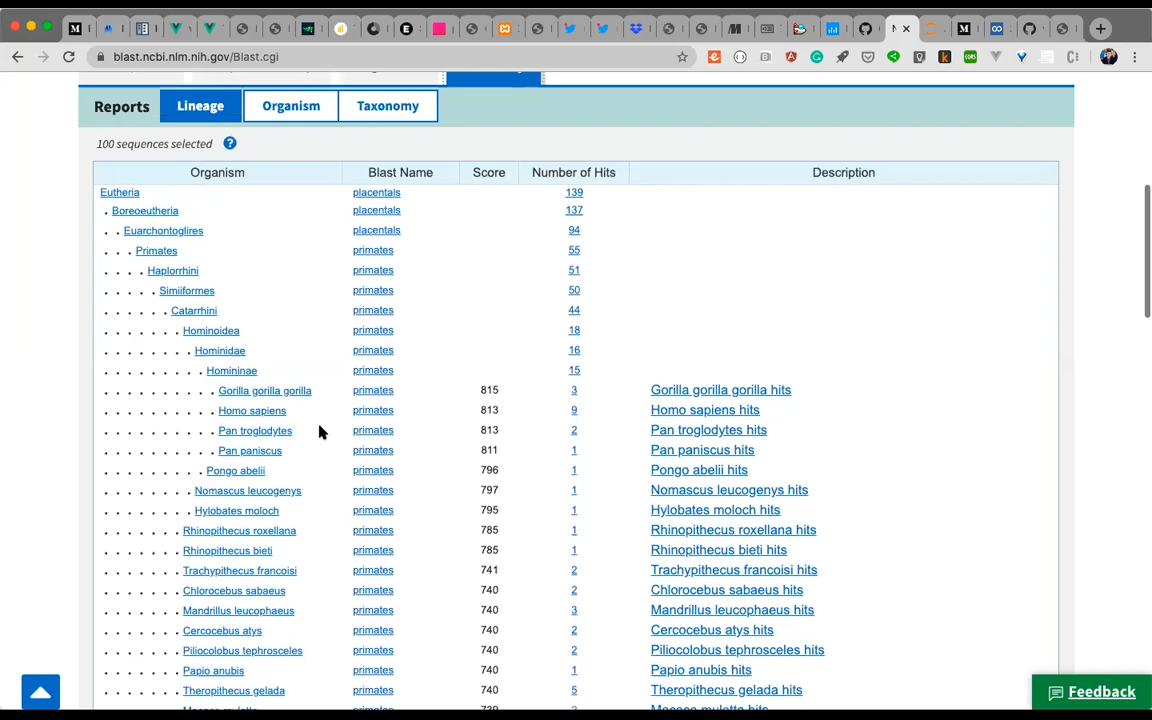 blast.ncbi.nlm.nih.gov/Blast.cgi
Reports Lineage Organism Taxonomy
100 sequences selected ?
Organism Blast Name Score Number of Hits Description
Eutheria placentals 139
. Boreoeutheria placentals 137
. . Euarchontoglires placentals 94
. . . Primates primates 55
. . . . Haplorrhini primates 51
. . . . . Simiiformes primates 50
. . . . . . Catarrhini primates 44
. . . . . . . Hominoidea primates 18
. . . . . . . . Hominidae primates 16
. . . . . . . . . Homininae primates 15
. . . . . . . . . . Gorilla gorilla gorilla primates 815 3 Gorilla gorilla gorilla hits
. . . . . . . . . . Homo sapiens primates 813 9 Homo sapiens hits
. . . . . . . . . . Pan troglodytes primates 813 2 Pan troglodytes hits
. . . . . . . . . . Pan paniscus primates 811 1 Pan paniscus hits
. . . . . . . . . Pongo abelii primates 796 1 Pongo abelii hits
. . . . . . . . Nomascus leucogenys primates 797 1 Nomascus leucogenys hits
. . . . . . . . Hylobates moloch primates 795 1 Hylobates moloch hits
. . . . . . . Rhinopithecus roxellana primates 785 1 Rhinopithecus roxellana hits
. . . . . . . Rhinopithecus bieti primates 785 1 Rhinopithecus bieti hits
. . . . . . . Trachypithecus francoisi primates 741 2 Trachypithecus francoisi hits
. . . . . . . Chlorocebus sabaeus primates 740 2 Chlorocebus sabaeus hits
. . . . . . . Mandrillus leucophaeus primates 740 3 Mandrillus leucophaeus hits
. . . . . . . Cercocebus atys primates 740 2 Cercocebus atys hits
. . . . . . . Piliocolobus tephrosceles primates 740 2 Piliocolobus tephrosceles hits
. . . . . . . Papio anubis primates 740 1 Papio anubis hits
. . . . . . . Theropithecus gelada primates 740 5 Theropithecus gelada hits
Feedback